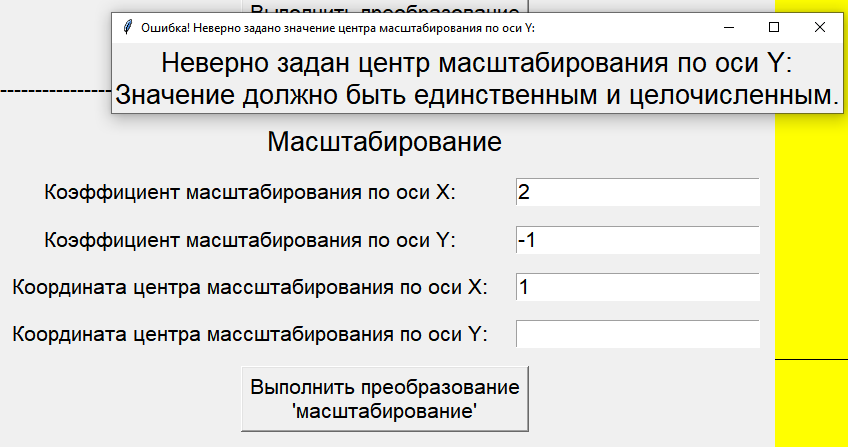 Выполнить преобразование
Ошибка! Неверно задано значение центра масштабирования по оси Y:
Неверно задан центр масштабирования по оси Y:
Значение должно быть единственным и целочисленным.
Масштабирование
Коэффициент масштабирования по оси X:
2
Коэффициент масштабирования по оси Y:
-1
Координата центра массштабирования по оси X:
1
Координата центра массштабирования по оси Y:
Выполнить преобразование
'масштабирование'